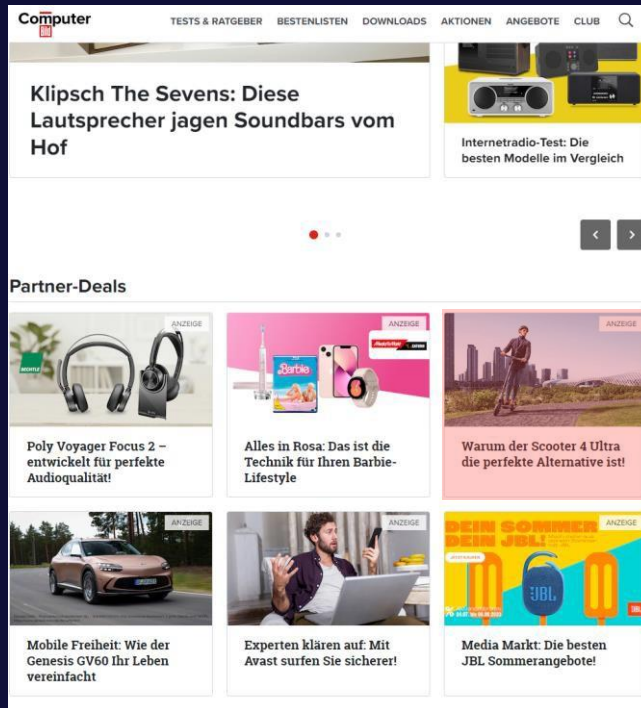 Computer
Bild
TESTS & RATGEBER BESTENLISTEN DOWNLOADS AKTIONEN ANGEBOTE CLUB
Klipsch The Sevens: Diese
Lautsprecher jagen Soundbars vom
Hof
Internetradio-Test: Die
besten Modelle im Vergleich
Partner-Deals
ANZEIGE
BECHTLE
Poly Voyager Focus 2 –
entwickelt für perfekte
Audioqualität!
ANZEIGE
Barbie
Alles in Rosa: Das ist die
Technik für Ihren Barbie-
Lifestyle
ANZEIGE
Warum der Scooter 4 Ultra
die perfekte Alternative ist!
ANZEIGE
Mobile Freiheit: Wie der
Genesis GV60 Ihr Leben
vereinfacht
ANZEIGE
Experten klären auf: Mit
Avast surfen Sie sicherer!
DEIN SOMMER
DEIN JBL!
ANZEIGE
JBL
JBL
Media Markt: Die besten
JBL Sommerangebote!